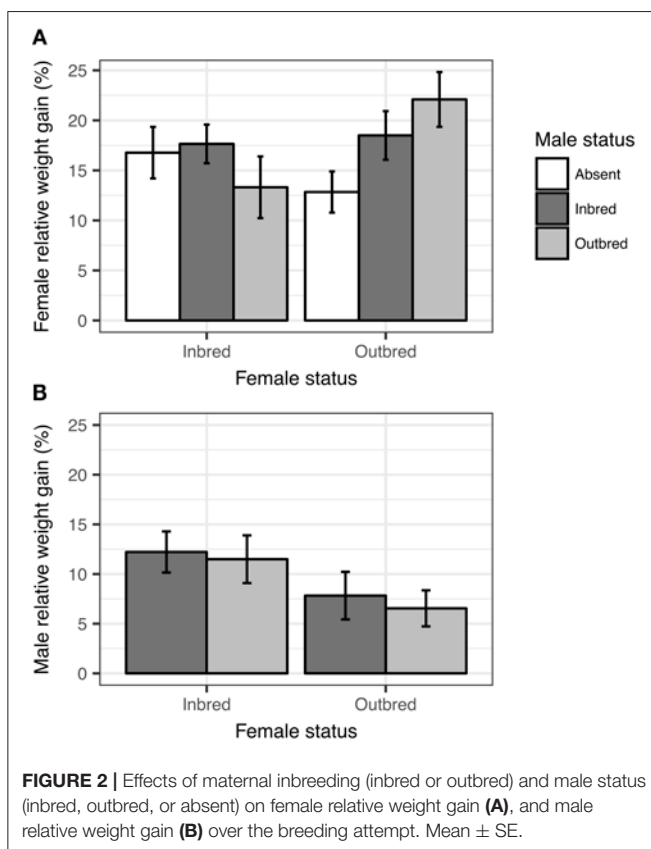 A
Female relative weight gain (%)
25
20
15
10
5
0
Inbred
Outbred
Female status
Male status
Absent
Inbred
Outbred
B
Male relative weight gain (%)
25
20
15
10
5
0
Inbred
Outbred
Female status
FIGURE 2 | Effects of maternal inbreeding (inbred or outbred) and male status
(inbred, outbred, or absent) on female relative weight gain (A), and male
relative weight gain (B) over the breeding attempt. Mean ± SE.